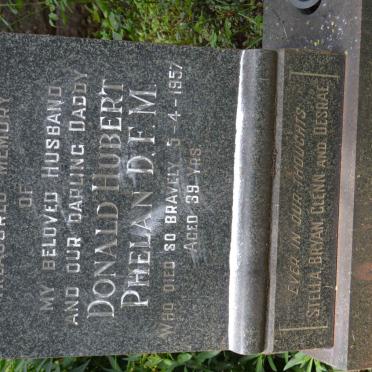 MEMORY
OF
MY BELOVED HUSBAND
AND OUR DARLING DADDY
DONALD HUBERT
PHELAN D.F.M.
WHO DIED SO BRAVELY 5-4-1957
AGED 39 YRS.
EVER IN OUR THOUGHTS
STELLA, BRYAN, GLENN, AND DESRAE